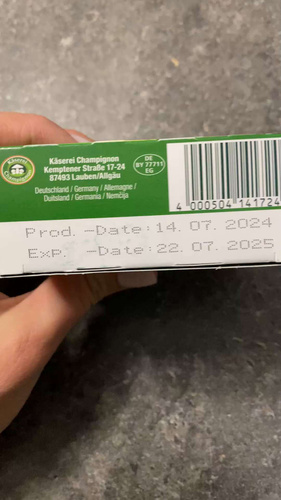 Käserei Champignon
Kemptener Straße 17-24
87493 Lauben/Allgäu
Deutschland / Germany / Allemagne /
Duitsland / Germania / Nemčija
DE
BY 77711
EG
4 000504 141724
Prod. -Date: 14. 07. 2024
Exp. -Date: 22. 07. 2025